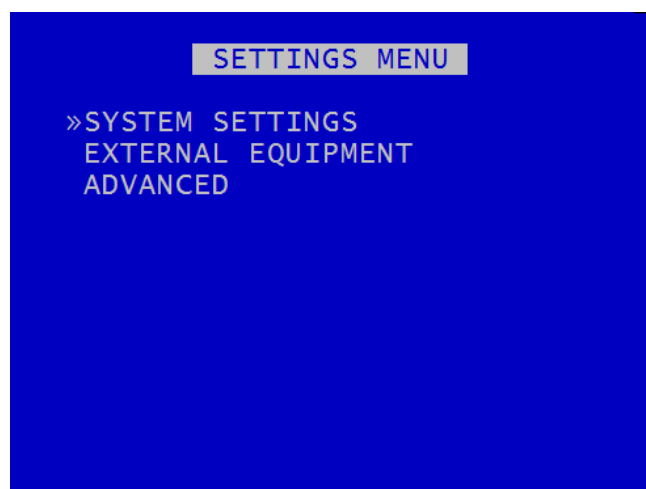 SETTINGS MENU
»SYSTEM SETTINGS
EXTERNAL EQUIPMENT
ADVANCED